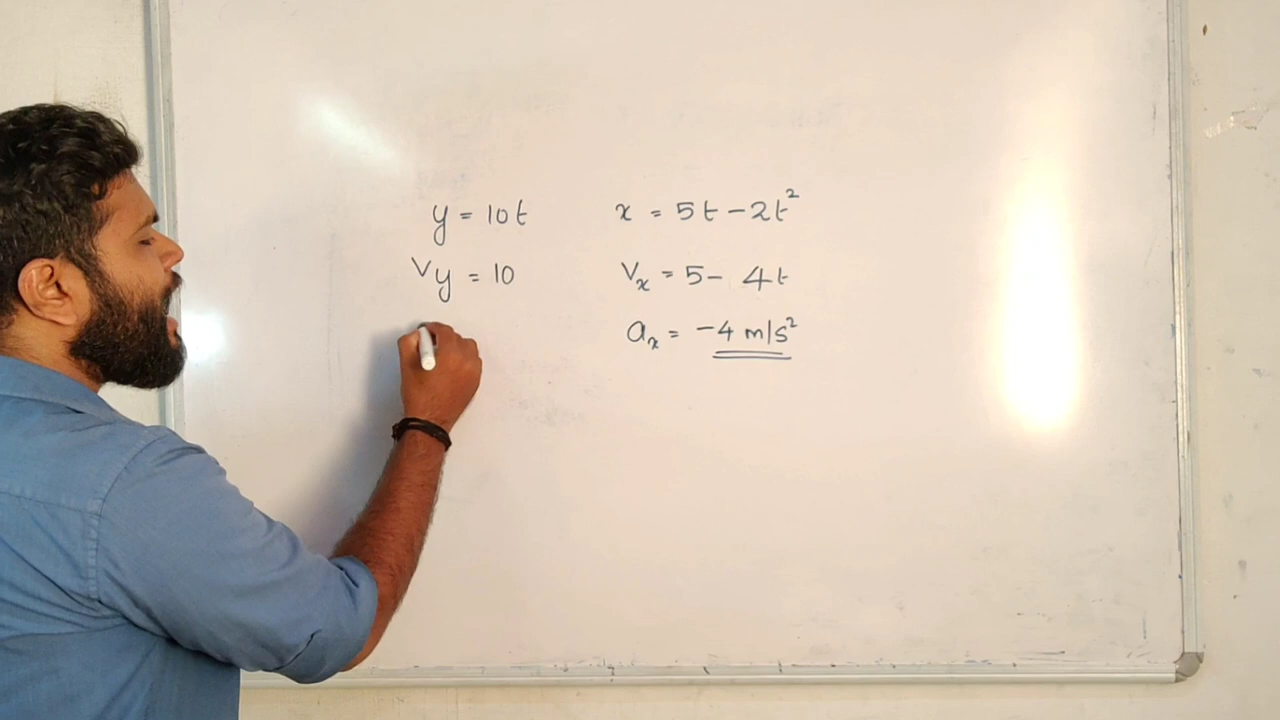 y = 10t
Vy = 10
x = 5t - 2t²
Vx = 5 - 4t
ax = -4 m/s²